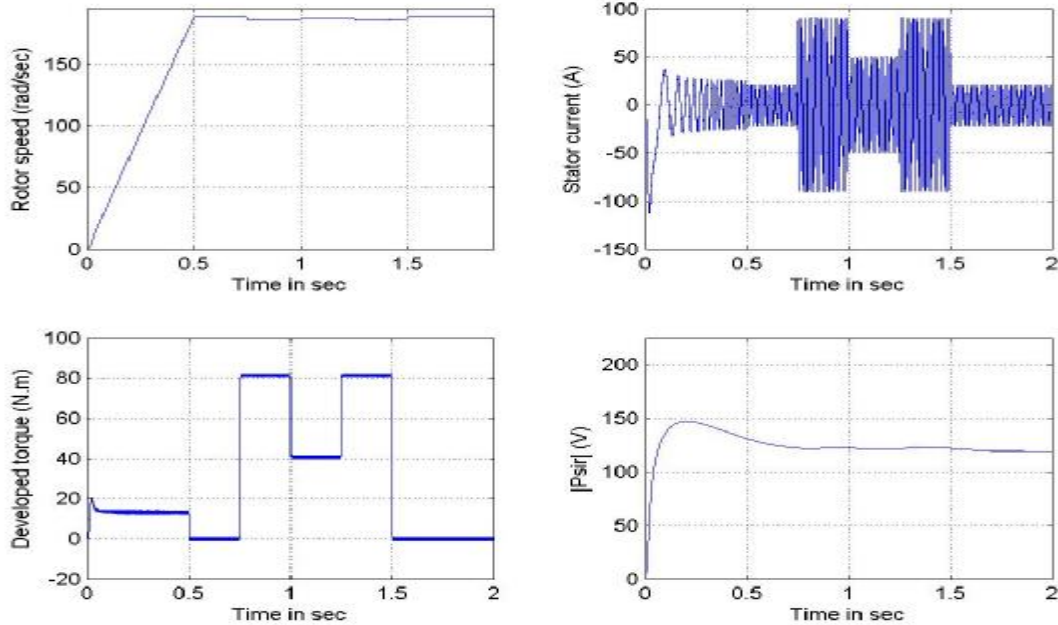 Rotor speed (rad/sec)
150
100
50
0
0 0.5 1 1.5
Time in sec
Stator current (A)
100
50
0
-50
-100
-150
0 0.5 1 1.5 2
Time in sec
Developed torque (N.m)
100
80
60
40
20
0
-20
0 0.5 1 1.5 2
Time in sec
|Psir| (V)
200
150
100
50
0
0 0.5 1 1.5 2
Time in sec